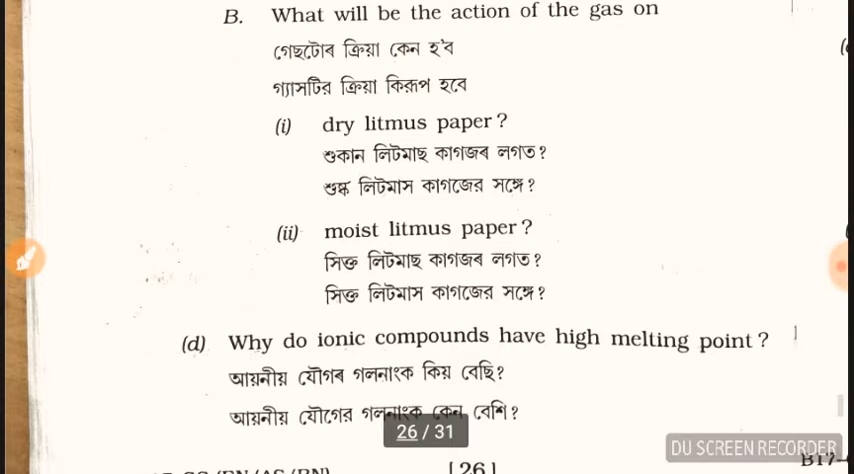 B. What will be the action of the gas on
গেছটোৰ ক্ৰিয়া কেন হ'ব
গ্যাসটির ক্রিয়া কিরূপ হবে
(i) dry litmus paper?
শুকান লিটমাছ কাগজৰ লগত?
শুষ্ক লিটমাস কাগজের সঙ্গে?
(ii) moist litmus paper?
সিক্ত লিটমাছ কাগজৰ লগত?
সিক্ত লিটমাস কাগজের সঙ্গে?
(d) Why do ionic compounds have high melting point? 1
আয়নীয় যৌগৰ গলনাংক কিয় বেছি?
আয়নীয় যৌগের গলনাংক কেন বেশি?
26 / 31
DU SCREEN RECORDER
[ 26 ]